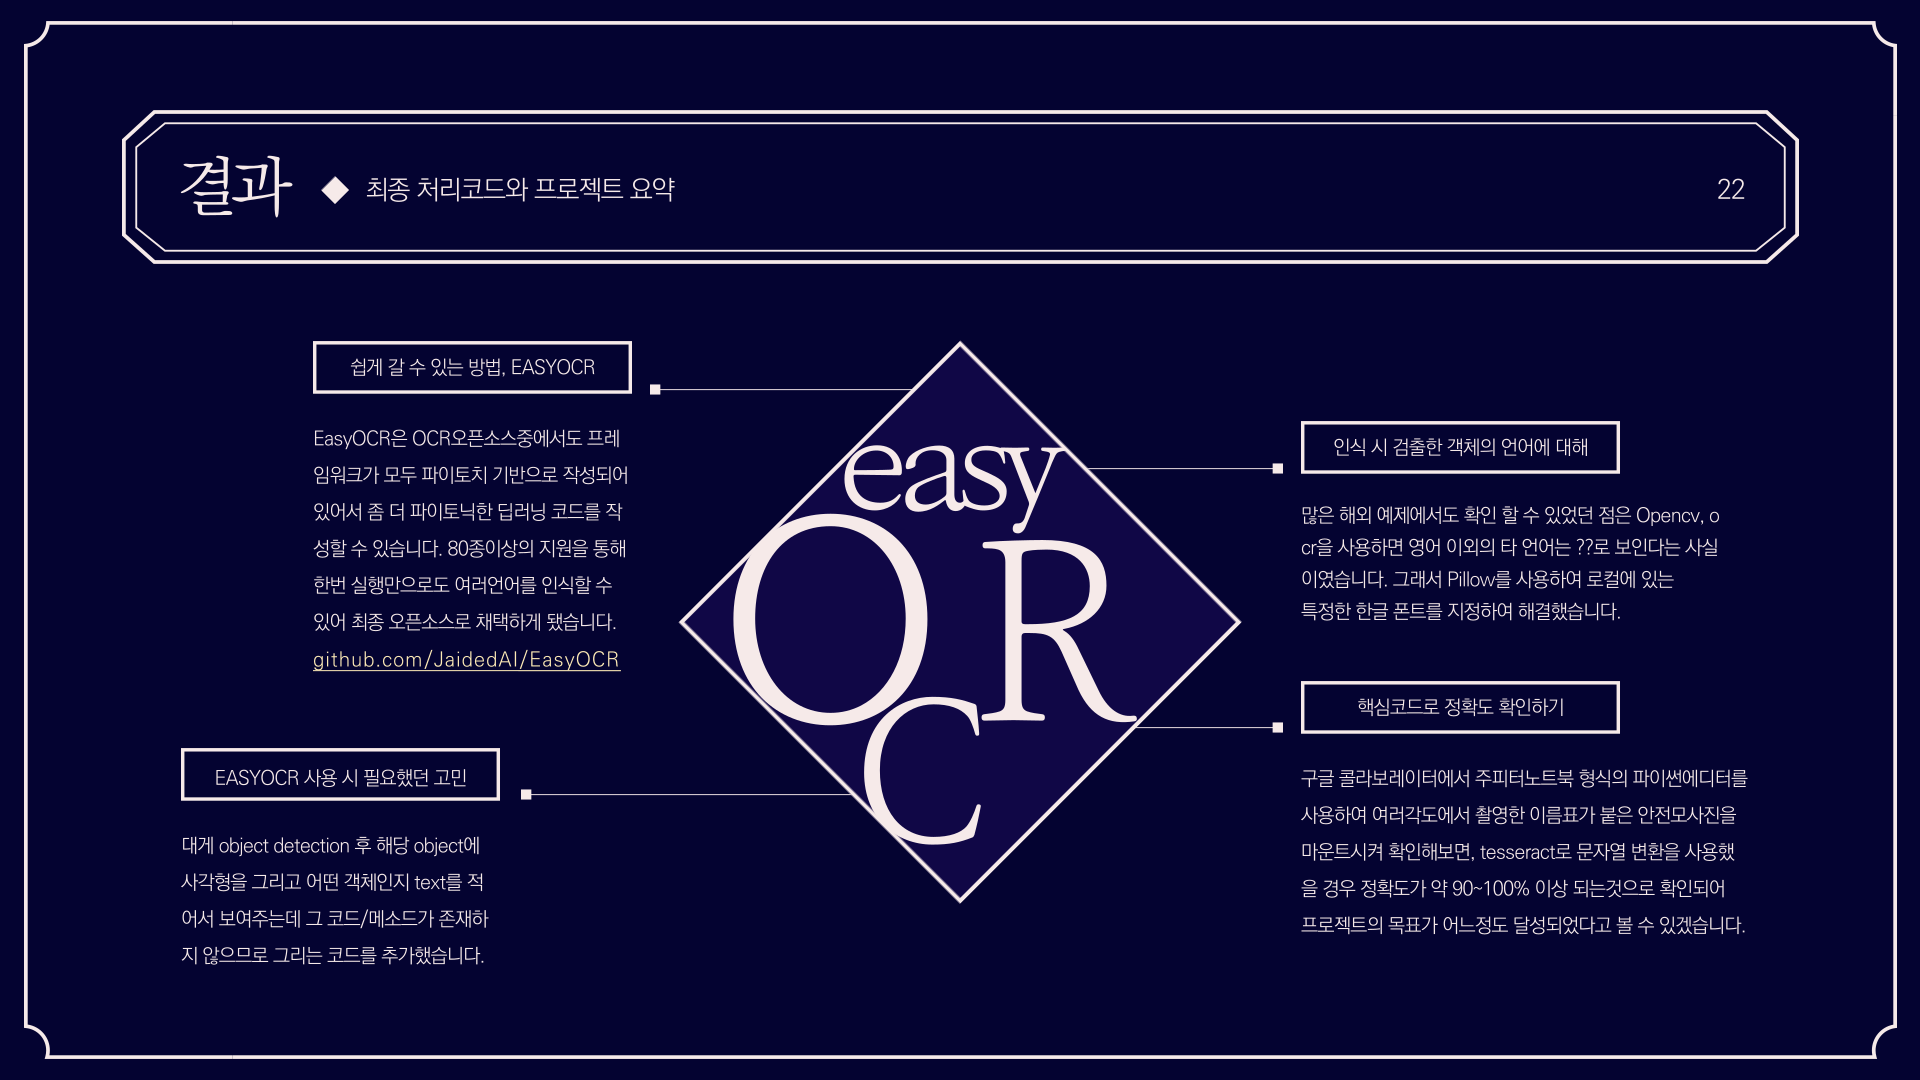 결과 ◆ 최종 처리코드와 프로젝트 요약
22
쉽게 갈 수 있는 방법, EASYOCR
EasyOCR은 OCR오픈소스중에서도 프레
임워크가 모두 파이토치 기반으로 작성되어
있어서 좀 더 파이토닉한 딥러닝 코드를 작
성할 수 있습니다. 80종이상의 지원을 통해
한번 실행만으로도 여러언어를 인식할 수
있어 최종 오픈소스로 채택하게 됐습니다.
github.com/JaidedAI/EasyOCR
EASYOCR 사용 시 필요했던 고민
대게 object detection 후 해당 object에
사각형을 그리고 어떤 객체인지 text를 적
어서 보여주는데 그 코드/메소드가 존재하
지 않으므로 그리는 코드를 추가했습니다.
easy
O R
C
인식 시 검출한 객체의 언어에 대해
많은 해외 예제에서도 확인 할 수 있었던 점은 Opencv, o
cr을 사용하면 영어 이외의 타 언어는 ??로 보인다는 사실
이였습니다. 그래서 Pillow를 사용하여 로컬에 있는
특정한 한글 폰트를 지정하여 해결했습니다.
핵심코드로 정확도 확인하기
구글 콜라보레이터에서 주피터노트북 형식의 파이썬에디터를
사용하여 여러각도에서 촬영한 이름표가 붙은 안전모사진을
마운트시켜 확인해보면, tesseract로 문자열 변환을 사용했
을 경우 정확도가 약 90~100% 이상 되는것으로 확인되어
프로젝트의 목표가 어느정도 달성되었다고 볼 수 있겠습니다.